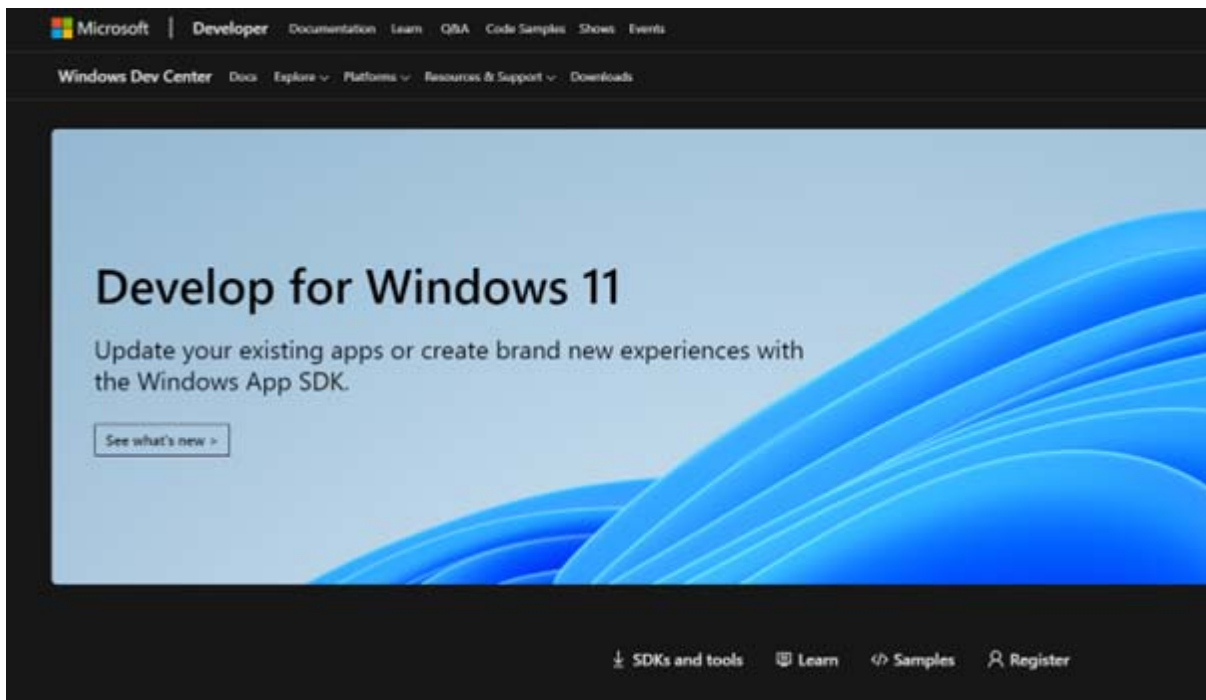 Microsoft | Developer Documentation Learn Q&A Code Samples Shows Events
Windows Dev Center Docs Explore Platforms Resources & Support Downloads
Develop for Windows 11
Update your existing apps or create brand new experiences with
the Windows App SDK.
See what's new >
SDKs and tools Learn </> Samples Register